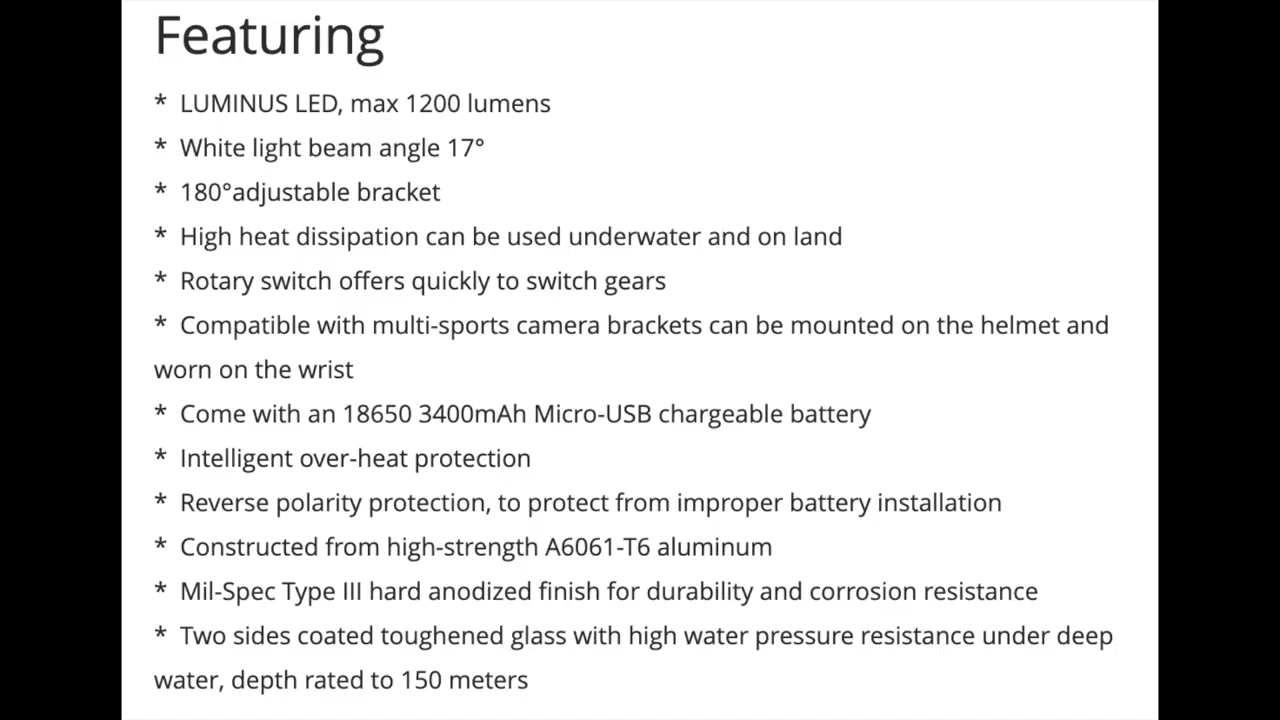 Featuring
* LUMINUS LED, max 1200 lumens
* White light beam angle 17°
* 180°adjustable bracket
* High heat dissipation can be used underwater and on land
* Rotary switch offers quickly to switch gears
* Compatible with multi-sports camera brackets can be mounted on the helmet and
worn on the wrist
* Come with an 18650 3400mAh Micro-USB chargeable battery
* Intelligent over-heat protection
* Reverse polarity protection, to protect from improper battery installation
* Constructed from high-strength A6061-T6 aluminum
* Mil-Spec Type III hard anodized finish for durability and corrosion resistance
* Two sides coated toughened glass with high water pressure resistance under deep
water, depth rated to 150 meters